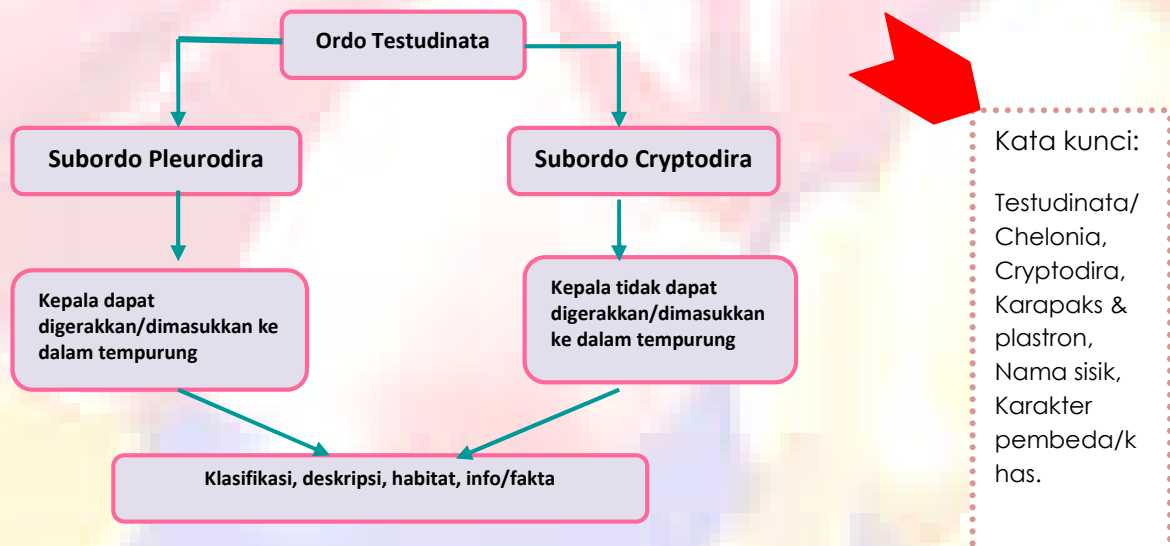 Ordo Testudinata
Subordo Pleurodira
Subordo Cryptodira
Kepala dapat
digerakkan/dimasukkan ke
dalam tempurung
Kepala tidak dapat
digerakkan/dimasukkan
ke dalam tempurung
Klasifikasi, deskripsi, habitat, info/fakta
Kata kunci:
Testudinata/
Chelonia,
Cryptodira,
Karapaks &
plastron,
Nama sisik,
Karakter
pembeda/k
has.